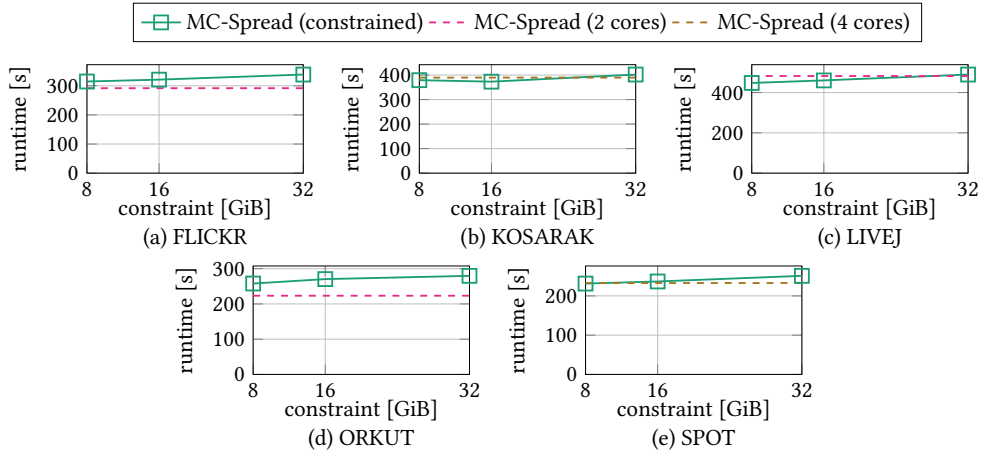 MC-Spread (constrained) MC-Spread (2 cores) MC-Spread (4 cores)
runtime [s]
300
200
100
0
8 16 32
constraint [GiB]
(a) FLICKR
runtime [s]
400
300
200
100
0
8 16 32
constraint [GiB]
(b) KOSARAK
runtime [s]
400
200
0
8 16 32
constraint [GiB]
(c) LIVEJ
runtime [s]
300
200
100
0
8 16 32
constraint [GiB]
(d) ORKUT
runtime [s]
200
100
0
8 16 32
constraint [GiB]
(e) SPOT